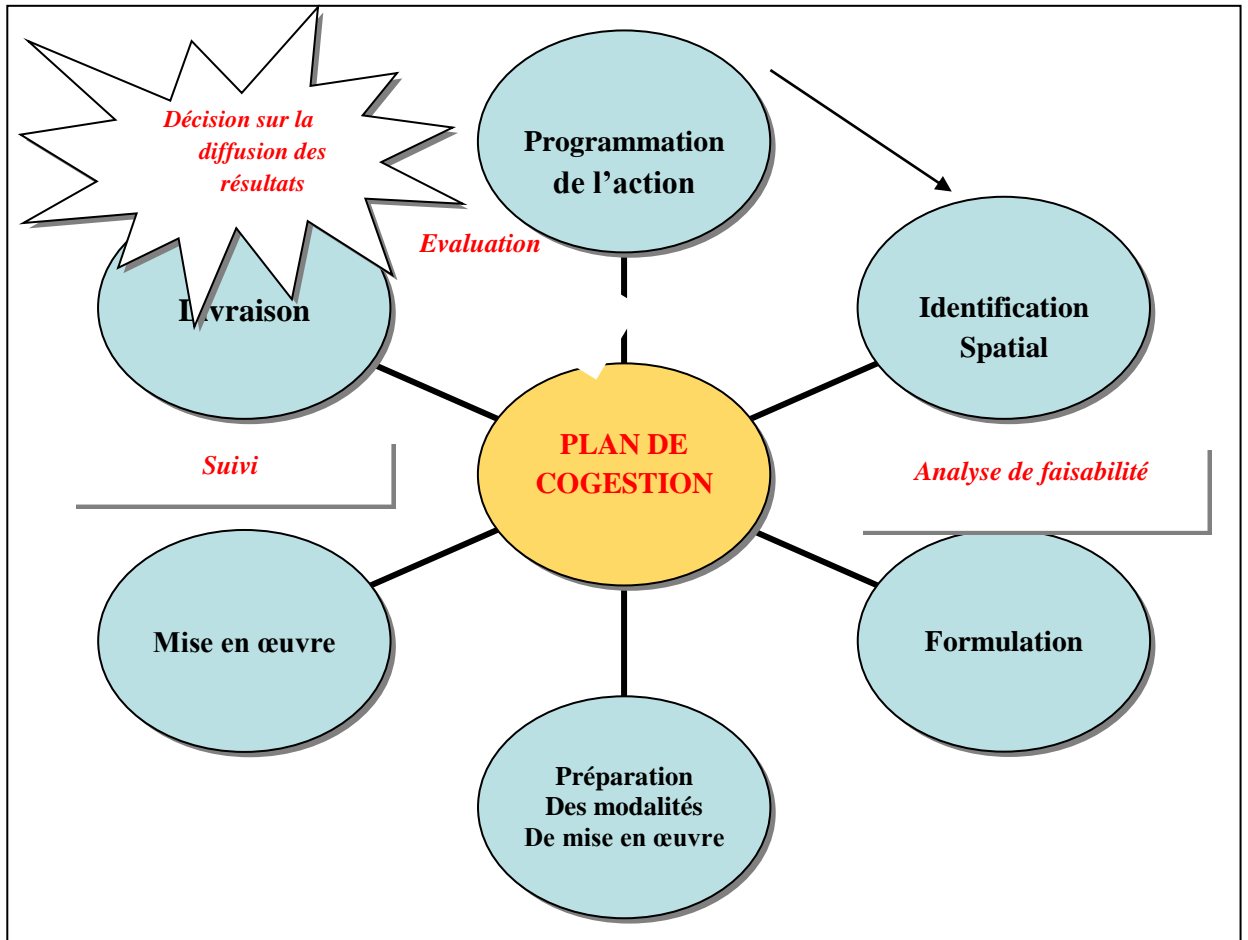 Décision sur la
diffusion des
résultats
Programmation
de l’action
Evaluation
Livraison
Identification
Spatial
PLAN DE
COGESTION
Suivi
Analyse de faisabilité
Mise en œuvre
Formulation
Préparation
Des modalités
De mise en œuvre